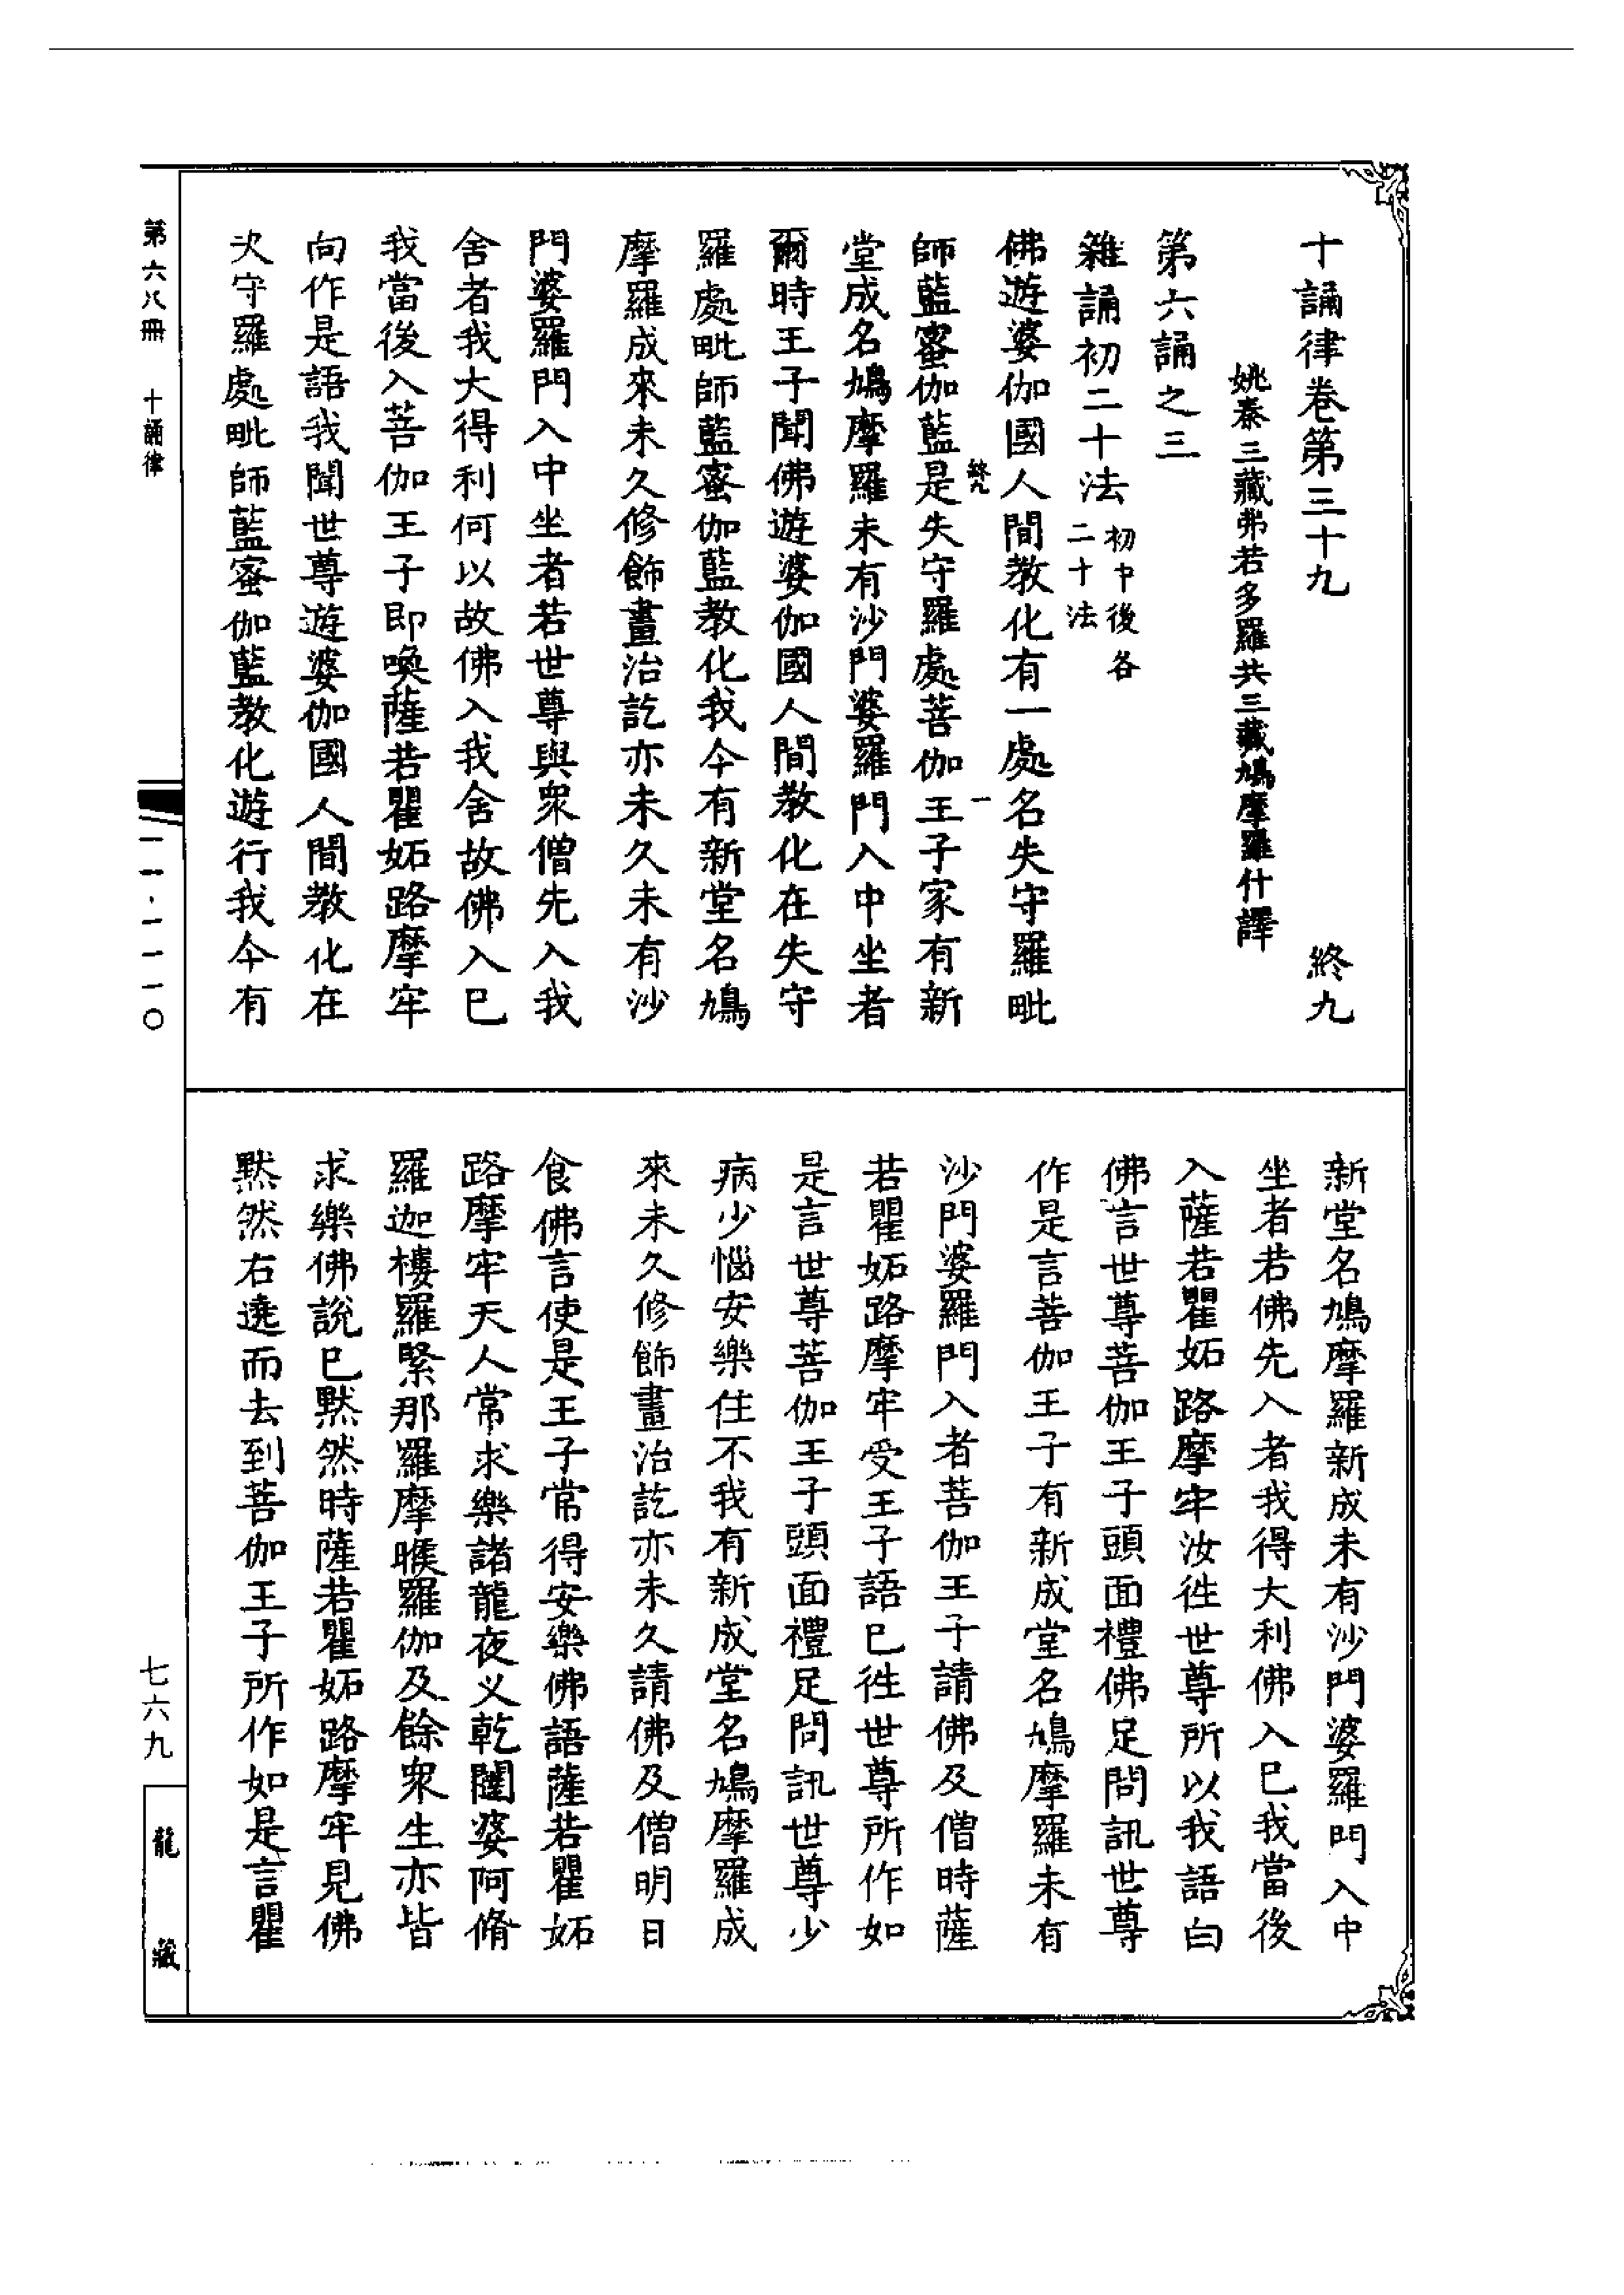 十誦律卷第三十九 終九
姚秦三藏弗若多羅共三藏鳩摩羅什譯
第六誦之三
雜誦初二十法初中後各二十法
佛遊婆伽國人間教化有一處名失守羅毗
師藍蜜伽藍是失守羅處菩伽王子家有新
終九 一
堂成名鳩摩羅未有沙門婆羅門入中坐者
爾時王子聞佛遊婆伽國人間教化在失守
羅處毗師藍蜜伽藍教化我今有新堂名鳩
摩羅成來未久修飾畫治訖亦未久未有沙
門婆羅門入中坐者若世尊與衆僧先入我
舍者我大得利何以故佛入我舍故佛入已
我當後入菩伽王子即喚薩若瞿妬路摩牢
向作是語我聞世尊遊婆伽國人間教化在
失守羅處毗師藍蜜伽藍教化遊行我今有
新堂名鳩摩羅新成未有沙門婆羅門入中
坐者若佛先入者我得大利佛入已我當後
入薩若瞿妬路摩牢汝往世尊所以我語白
佛言世尊菩伽王子頭面禮佛足問訊世尊
作是言菩伽王子有新成堂名鳩摩羅未有
沙門婆羅門入者菩伽王子請佛及僧時薩
若瞿妬路摩牢受王子語已往世尊所作如
是言世尊菩伽王子頭面禮足問訊世尊少
病少惱安樂住不我有新成堂名鳩摩羅成
來未久修飾畫治訖亦未久請佛及僧明日
食佛言使是王子常得安樂佛語薩若瞿妬
路摩牢天人常求樂諸龍夜义乾闥婆阿脩
羅迦樓羅緊那羅摩睺羅伽及餘衆生亦皆
求樂佛說已默然時薩若瞿妬路摩牢見佛
默然右遶而去到菩伽王子所作如是言瞿
第六八冊 十誦律
一一·一一一〇
七六九
龍藏